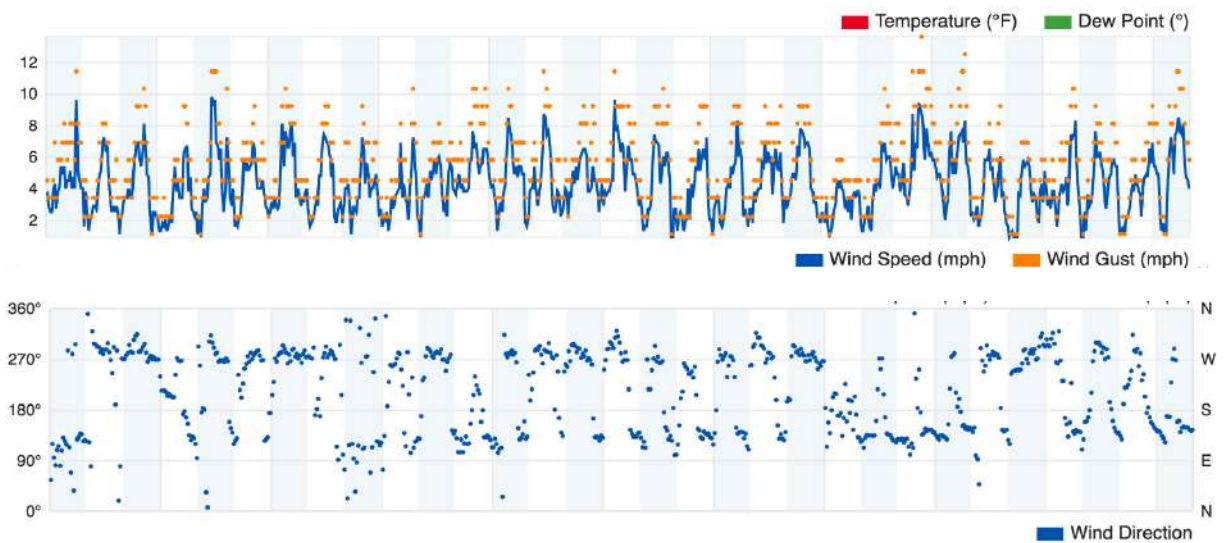 Temperature (°F) Dew Point (°)
12
10
8
6
4
2
Wind Speed (mph) Wind Gust (mph)
360° N
270° W
180° S
90° E
0° N
Wind Direction